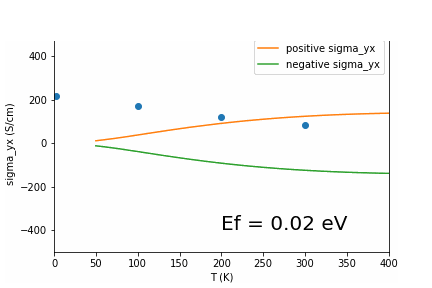 positive sigma_yx
negative sigma_yx
400
200
0
−200
−400
sigma_yx (S/cm)
Ef = 0.02 eV
0 50 100 150 200 250 300 350 400
T (K)